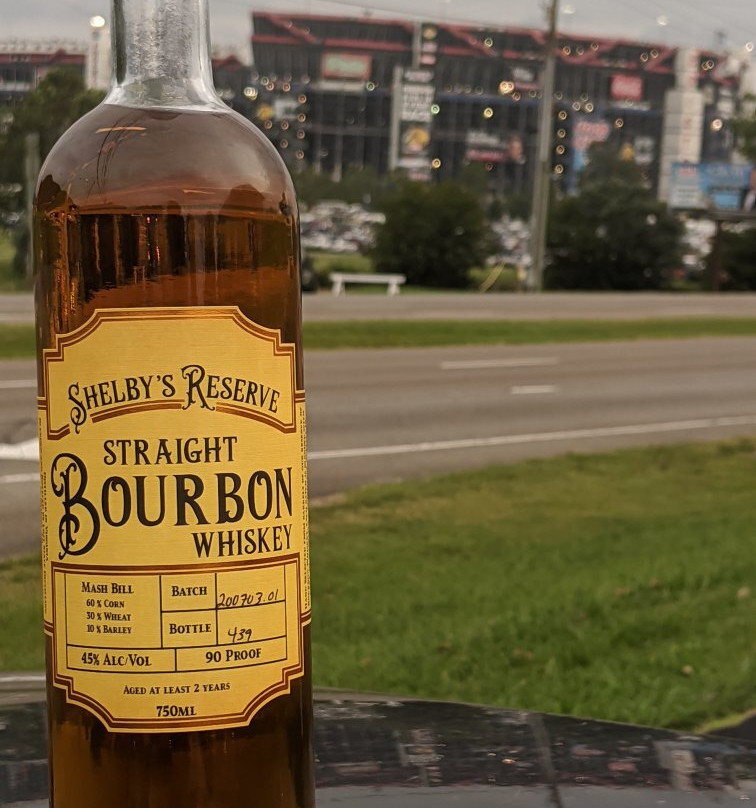 SHELBY'S RESERVE
STRAIGHT
BOURBON
WHISKEY
MASH BILL
60 % CORN
30 % WHEAT
10 % BARLEY
BATCH 200703.01
BOTTLE 439
45% ALC/VOL 90 PROOF
AGED AT LEAST 2 YEARS
750ML